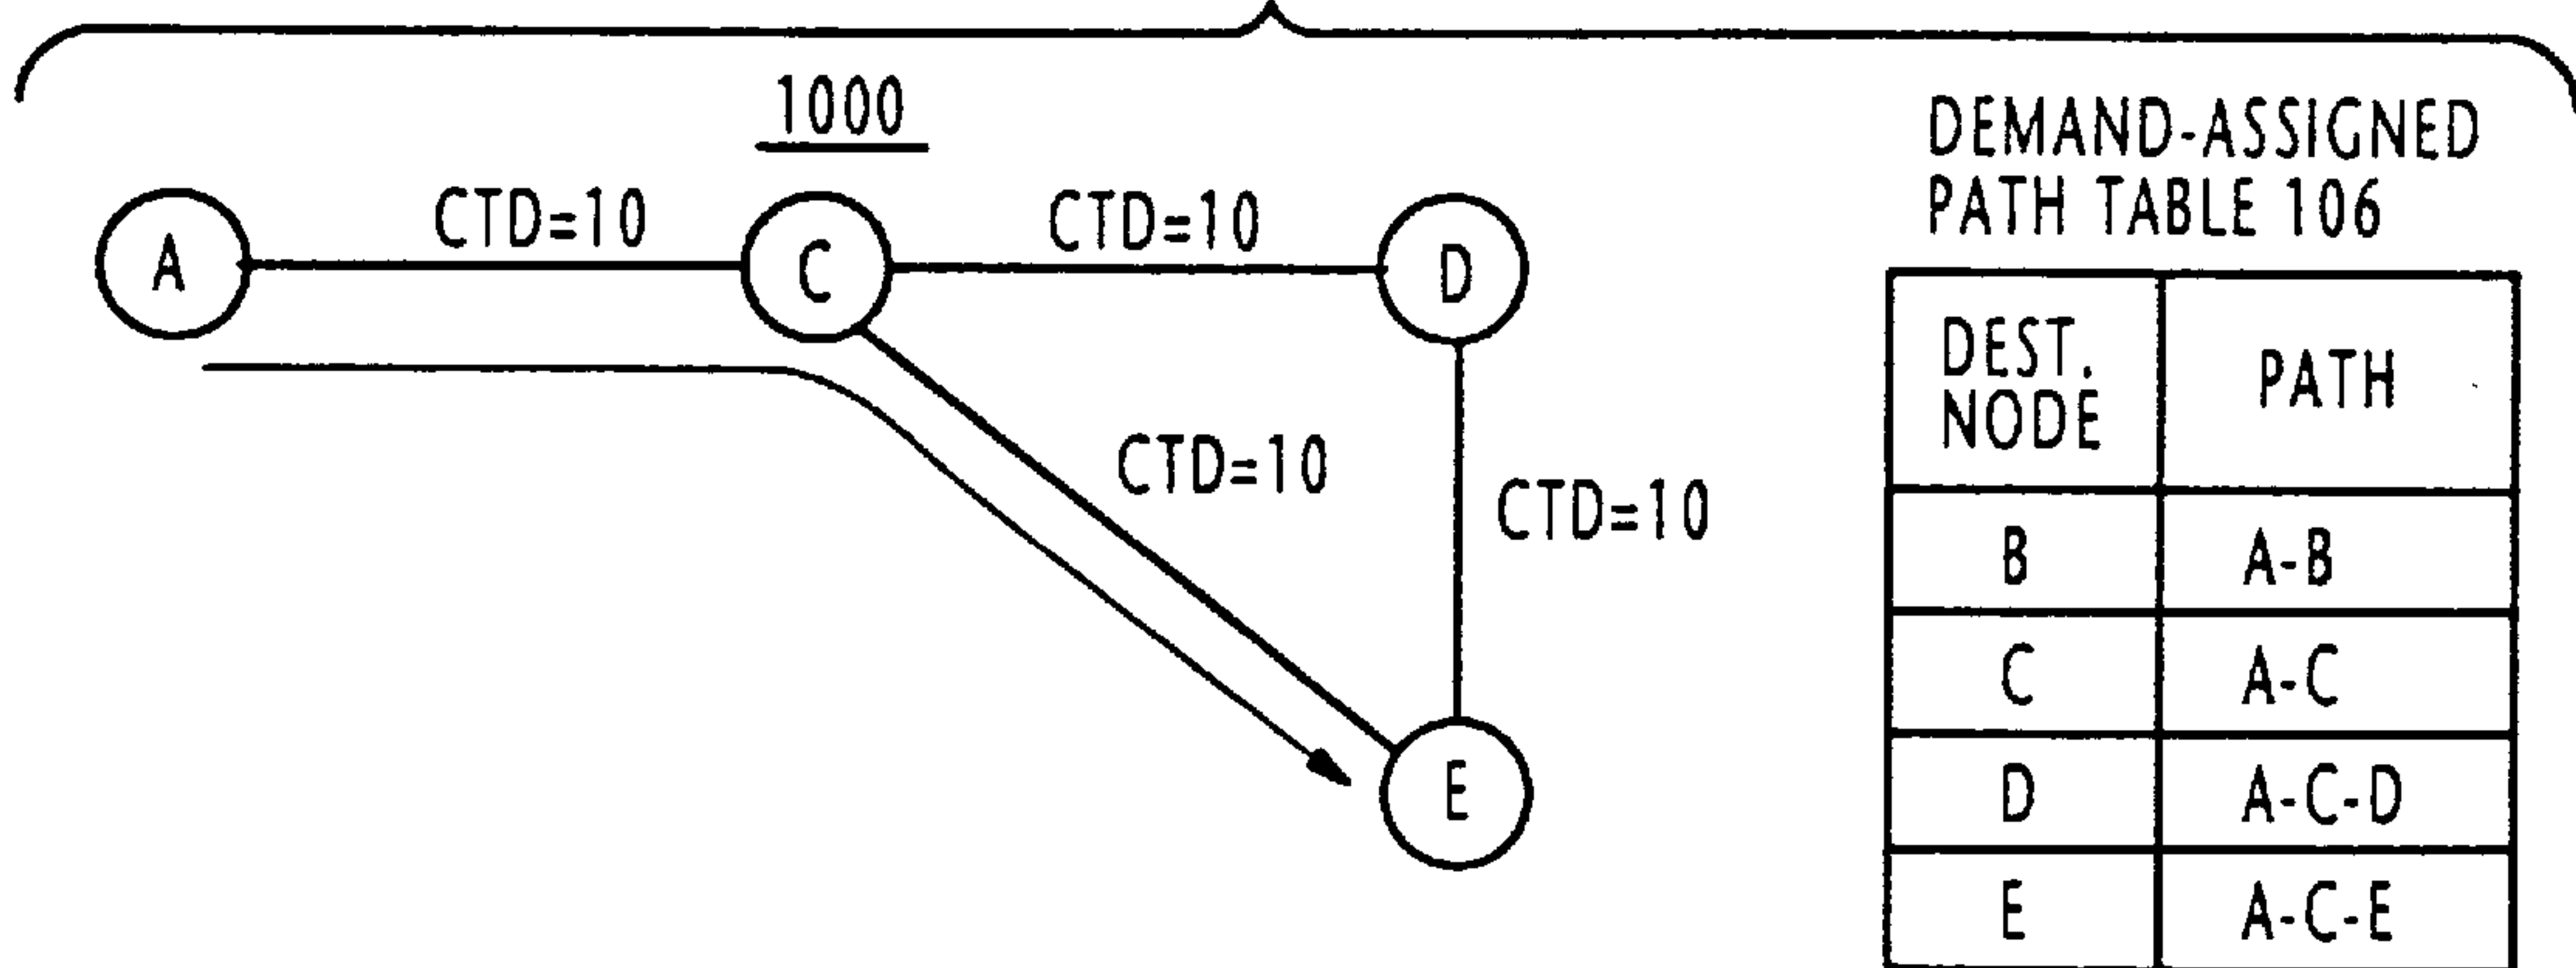 1000
A
CTD=10
C
CTD=10
D
CTD=10
CTD=10
E
DEMAND-ASSIGNED
PATH TABLE 106
DEST.
NODE
PATH
B
A-B
C
A-C
D
A-C-D
E
A-C-E